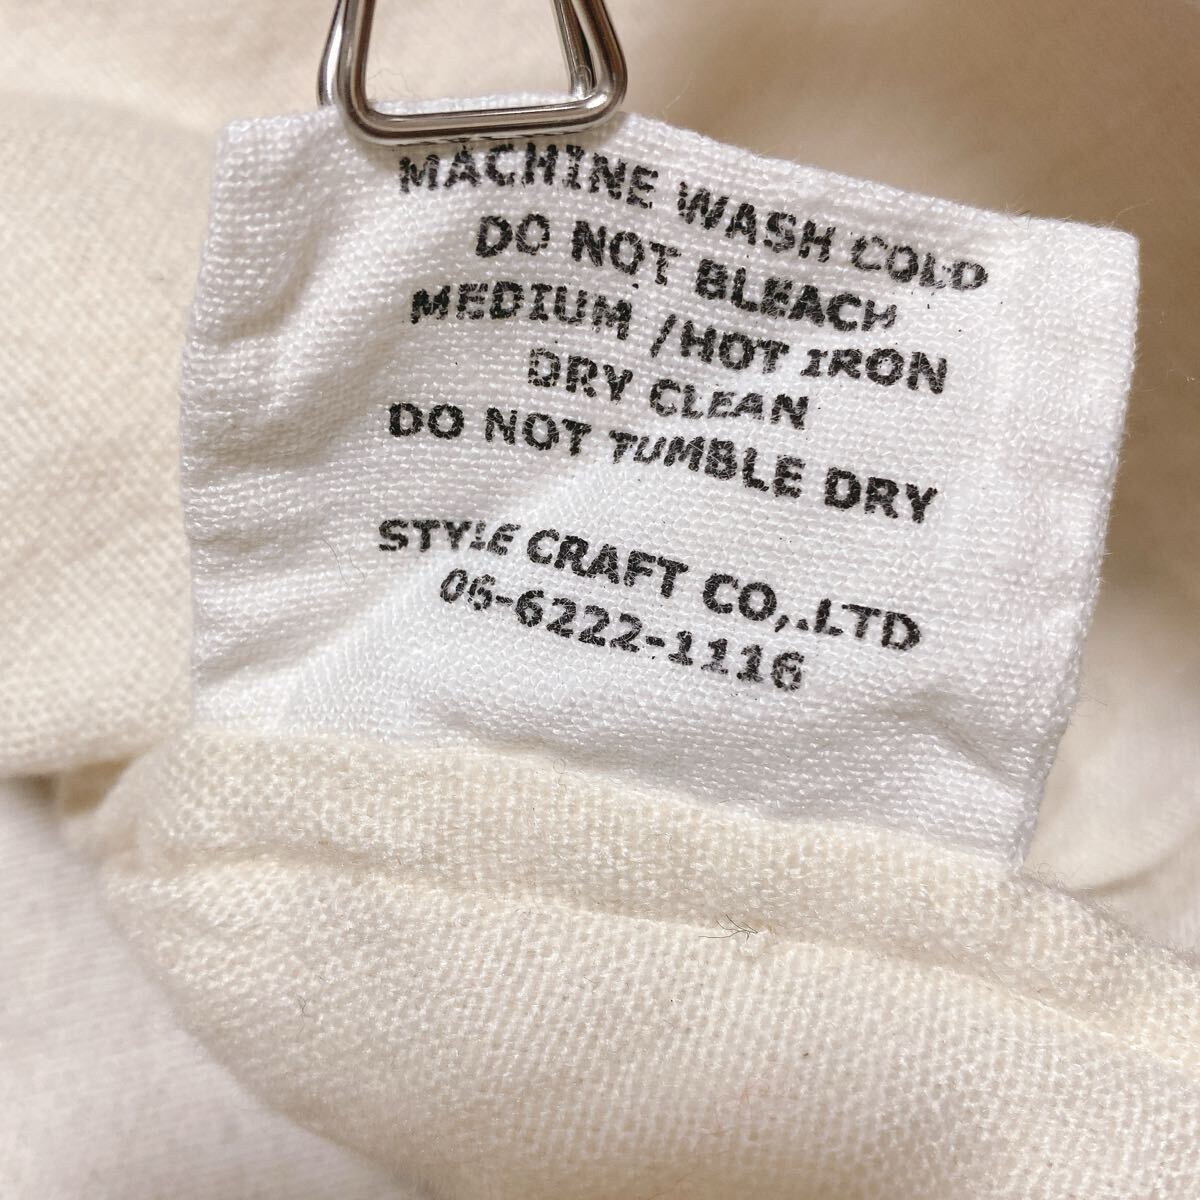 MACHINE WASH COLD
DO NOT BLEACH
MEDIUM /HOT IRON
DRY CLEAN
DO NOT TUMBLE DRY
STYLE CRAFT CO,.LTD
06-6222-1116